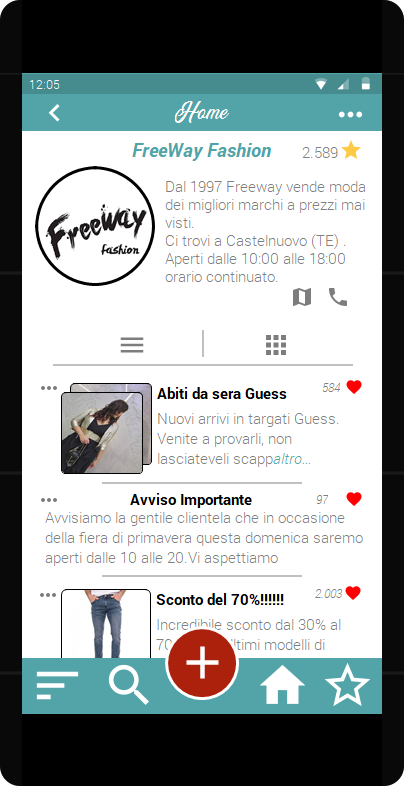 12:05
Home
FreeWay Fashion 2.589
Freeway
fashion
Dal 1997 Freeway vende moda
dei migliori marchi a prezzi mai
visti.
Ci trovi a Castelnuovo (TE) .
Aperti dalle 10:00 alle 18:00
orario continuato.
Abiti da sera Guess 584
Nuovi arrivi in targati Guess.
Venite a provarli, non
lasciateveli scappaltro...
Avviso Importante 97
Avvisiamo la gentile clientela che in occasione
della fiera di primavera questa domenica saremo
aperti dalle 10 alle 20.Vi aspettiamo
Sconto del 70%!!!!!! 2.003
Incredibile sconto dal 30% al
modelli di